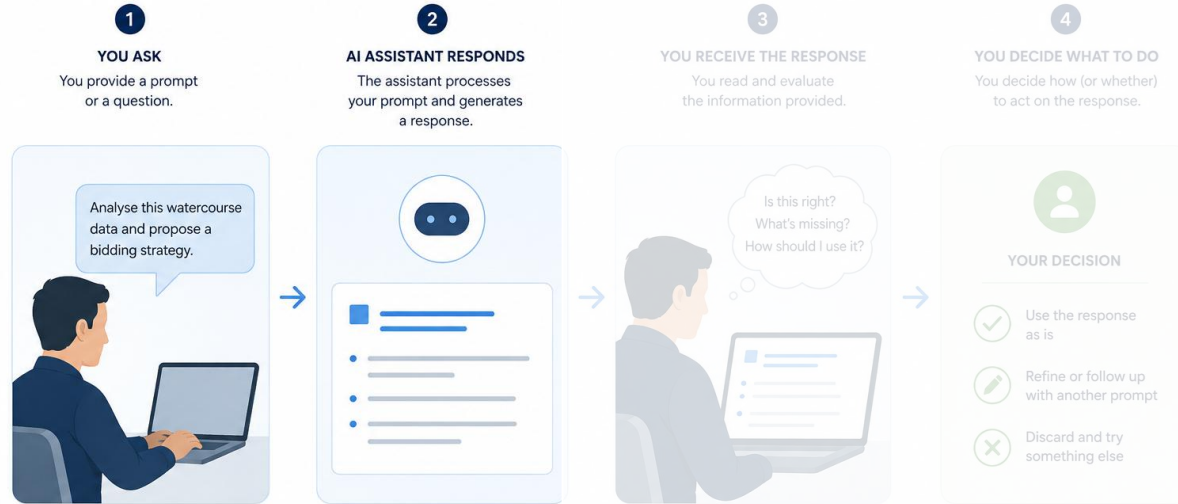 1
YOU ASK
You provide a prompt
or a question.
Analyse this watercourse
data and propose a
bidding strategy.
2
AI ASSISTANT RESPONDS
The assistant processes
your prompt and generates
a response.
3
YOU RECEIVE THE RESPONSE
You read and evaluate
the information provided.
Is this right?
What's missing?
How should I use it?
4
YOU DECIDE WHAT TO DO
You decide how (or whether)
to act on the response.
YOUR DECISION
Use the response
as is
Refine or follow up
with another prompt
Discard and try
something else